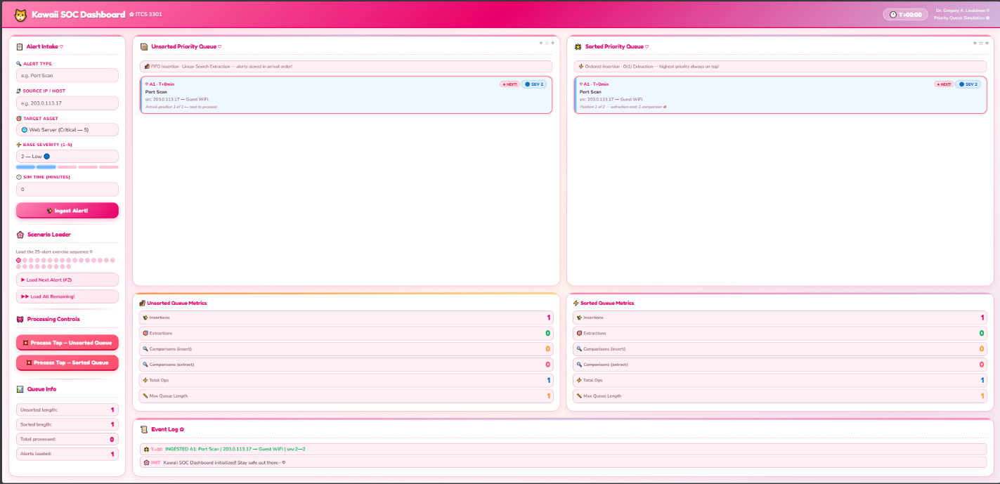 Kawaii SOC Dashboard ✿ ITCS 3301
T+00:00
Dr. Gregory A. Lindstrom ♡
Priority Queue Simulation ✿
Alert Intake ♡
ALERT TYPE
e.g. Port Scan
SOURCE IP / HOST
e.g. 203.0.113.17
TARGET ASSET
Web Server (Critical — 5)
BASE SEVERITY (1–5)
2 — Low
SIM TIME (MINUTES)
0
Ingest Alert!
Scenario Loader
Load the 25-alert exercise sequence ♡
▶ Load Next Alert (#2)
▶▶ Load All Remaining!
Processing Controls
Process Top — Unsorted Queue
Process Top — Sorted Queue
Queue Info
Unsorted length: 1
Sorted length: 1
Total processed: 0
Alerts loaded: 1
Unsorted Priority Queue ♡
FIFO Insertion · Linear Search Extraction — alerts stored in arrival order!
♡ A1 · T+0min
★ NEXT!
SEV 2
Port Scan
src: 203.0.113.17 → Guest WiFi
Arrival position 1 of 1 — next to process!
Sorted Priority Queue ♡
Ordered Insertion · O(1) Extraction — highest priority always on top!
♡ A1 · T+0min
★ NEXT!
SEV 2
Port Scan
src: 203.0.113.17 → Guest WiFi
Position 1 of 1 — extraction cost: 1 comparison ✿
Unsorted Queue Metrics
Insertions 1
Extractions 0
Comparisons (insert) 0
Comparisons (extract) 0
Total Ops 1
Max Queue Length 1
Sorted Queue Metrics
Insertions 1
Extractions 0
Comparisons (insert) 0
Comparisons (extract) 0
Total Ops 1
Max Queue Length 1
Event Log ✿
T+00 INGESTED A1: Port Scan | 203.0.113.17 → Guest WiFi | sev:2→2
INIT Kawaii SOC Dashboard initialized! Stay safe out there~ ♡